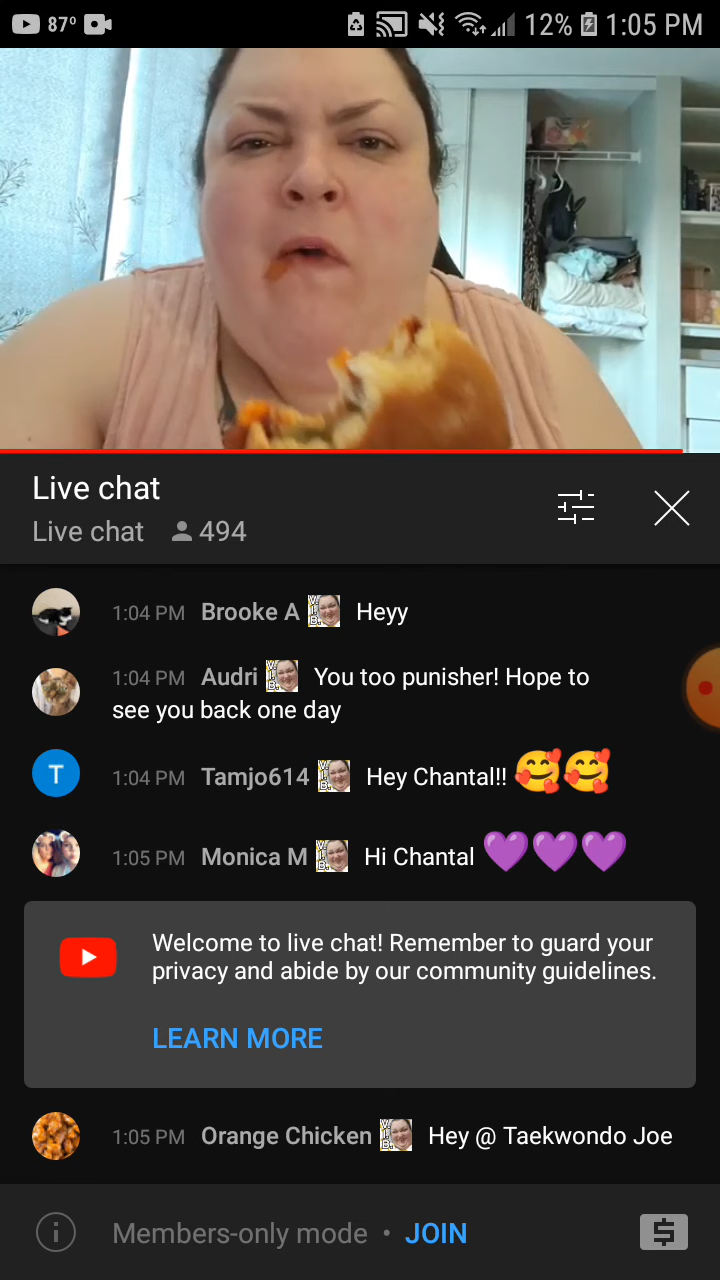 87° 12% 1:05 PM
Live chat
Live chat 494
1:04 PM Brooke A Heyy
1:04 PM Audri You too punisher! Hope to
see you back one day
T 1:04 PM Tamjo614 Hey Chantal!! 🥰🥰
1:05 PM Monica M Hi Chantal 💜💜💜
Welcome to live chat! Remember to guard your
privacy and abide by our community guidelines.
LEARN MORE
1:05 PM Orange Chicken Hey @ Taekwondo Joe
Members-only mode • JOIN